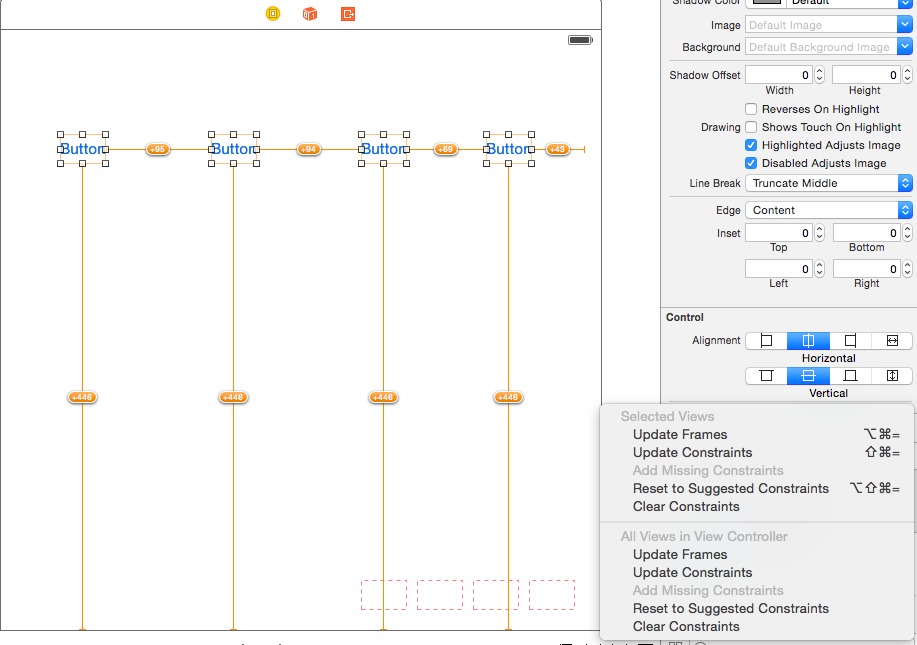 Shadow Color Default
Image Default Image
Background Default Background Image
Shadow Offset 0 0
Width Height
Reverses On Highlight
Drawing Shows Touch On Highlight
Highlighted Adjusts Image
Disabled Adjusts Image
Line Break Truncate Middle
Edge Content
Inset 0 0
Top Bottom
0 0
Left Right
Control
Alignment
Horizontal
Vertical
Button +95 Button +94 Button +69 Button +43
+446 +446 +446 +446
Selected Views
Update Frames ⌥⌘=
Update Constraints ⇧⌘=
Add Missing Constraints
Reset to Suggested Constraints ⌥⇧⌘=
Clear Constraints
All Views in View Controller
Update Frames
Update Constraints
Add Missing Constraints
Reset to Suggested Constraints
Clear Constraints